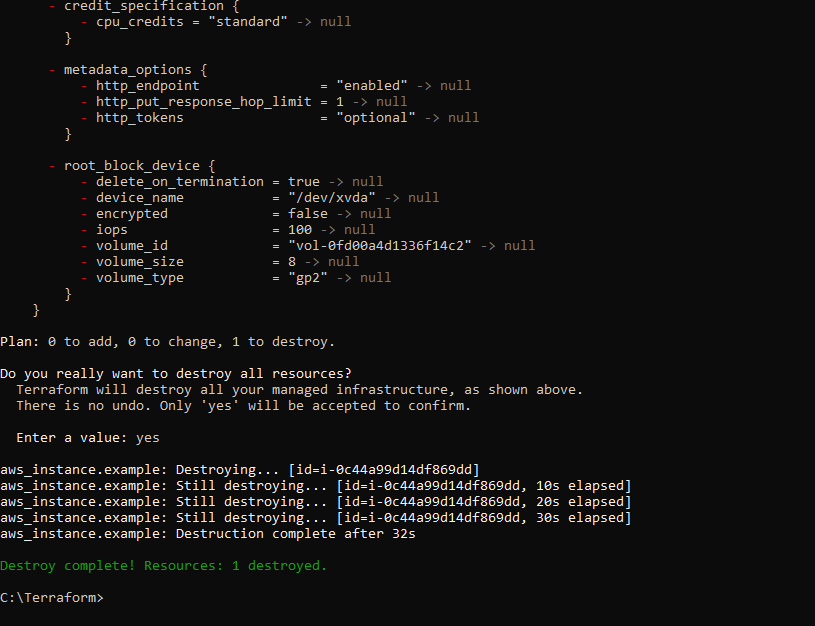 - credit_specification {
          - cpu_credits = "standard" -> null
        }

      - metadata_options {
          - http_endpoint               = "enabled" -> null
          - http_put_response_hop_limit = 1 -> null
          - http_tokens                 = "optional" -> null
        }

      - root_block_device {
          - delete_on_termination = true -> null
          - device_name           = "/dev/xvda" -> null
          - encrypted             = false -> null
          - iops                  = 100 -> null
          - volume_id             = "vol-0fd00a4d1336f14c2" -> null
          - volume_size           = 8 -> null
          - volume_type           = "gp2" -> null
        }
    }

Plan: 0 to add, 0 to change, 1 to destroy.

Do you really want to destroy all resources?
  Terraform will destroy all your managed infrastructure, as shown above.
  There is no undo. Only 'yes' will be accepted to confirm.

  Enter a value: yes

aws_instance.example: Destroying... [id=i-0c44a99d14df869dd]
aws_instance.example: Still destroying... [id=i-0c44a99d14df869dd, 10s elapsed]
aws_instance.example: Still destroying... [id=i-0c44a99d14df869dd, 20s elapsed]
aws_instance.example: Still destroying... [id=i-0c44a99d14df869dd, 30s elapsed]
aws_instance.example: Destruction complete after 32s

Destroy complete! Resources: 1 destroyed.

C:\Terraform>